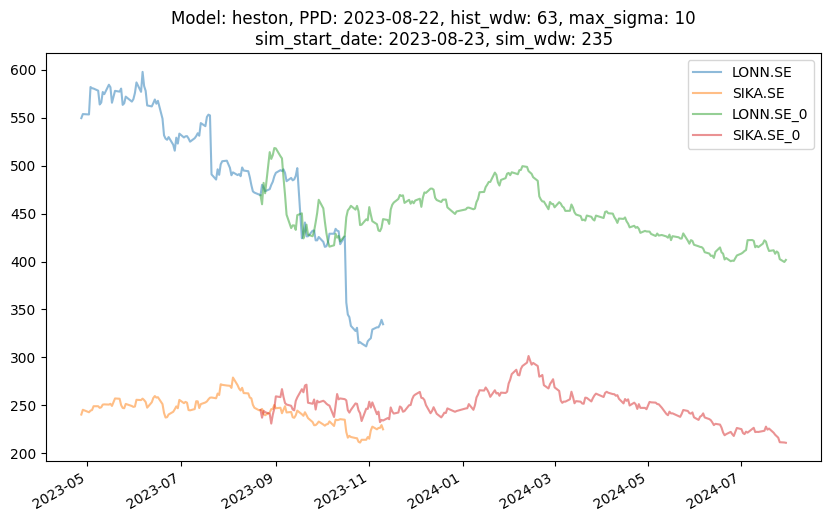 Model: heston, PPD: 2023-08-22, hist_wdw: 63, max_sigma: 10
sim_start_date: 2023-08-23, sim_wdw: 235
LONN.SE
SIKA.SE
LONN.SE_0
SIKA.SE_0
600
550
500
450
400
350
300
250
200
2023-05
2023-07
2023-09
2023-11
2024-01
2024-03
2024-05
2024-07